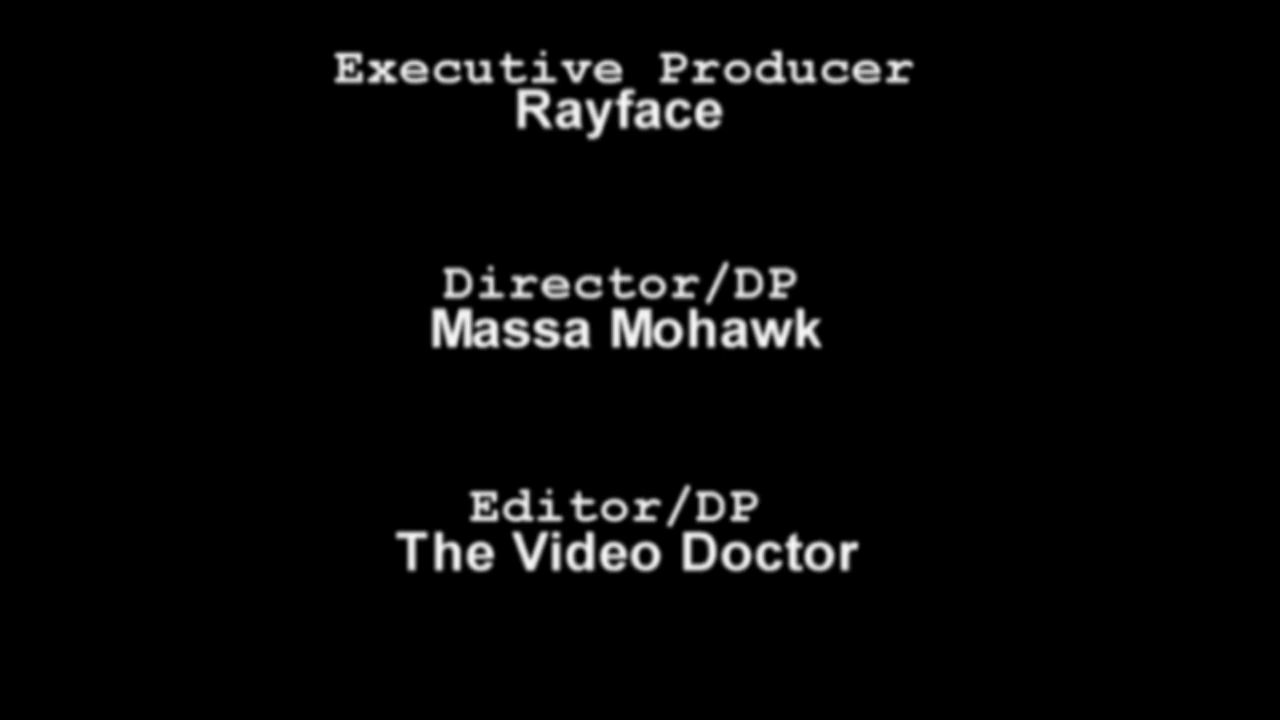 Executive Producer
Rayface
Director/DP
Massa Mohawk
Editor/DP
The Video Doctor